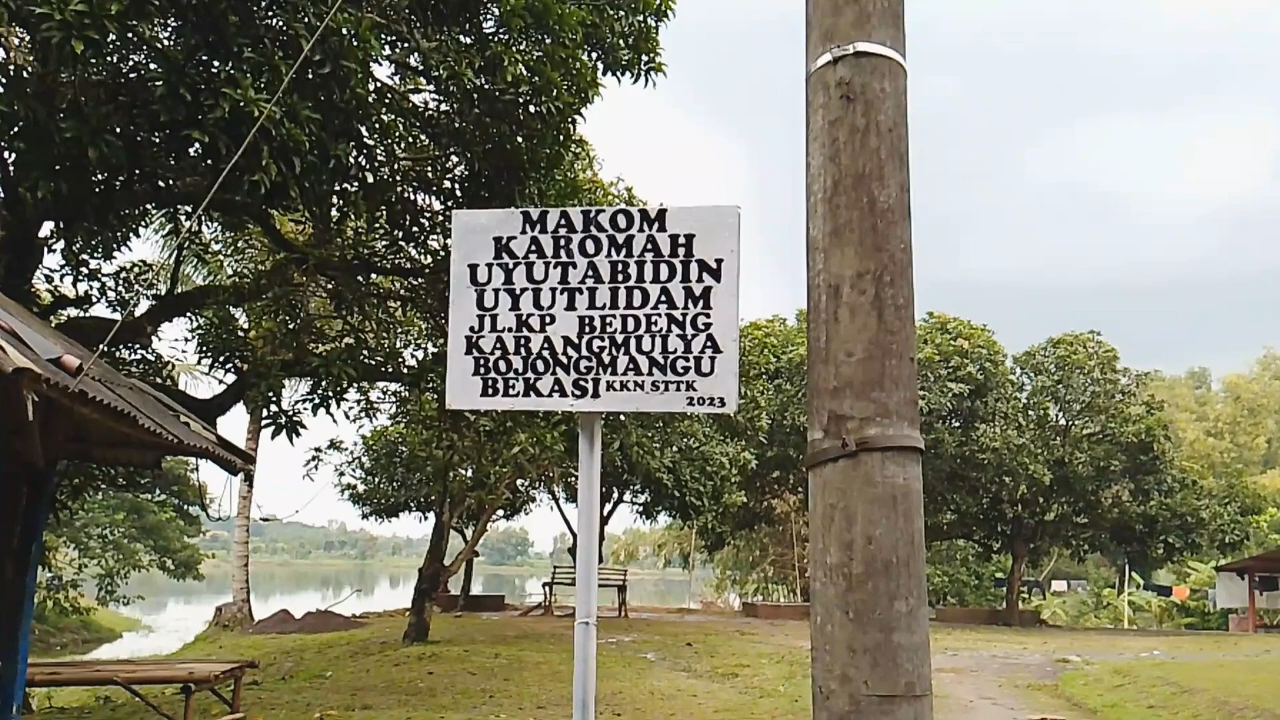 MAKOM
KAROMAH
UYUTABIDIN
UYUTLIDAM
JL.KP BEDENG
KARANGMULYA
BOJONGMANGU
BEKASI KKN STTK
2023